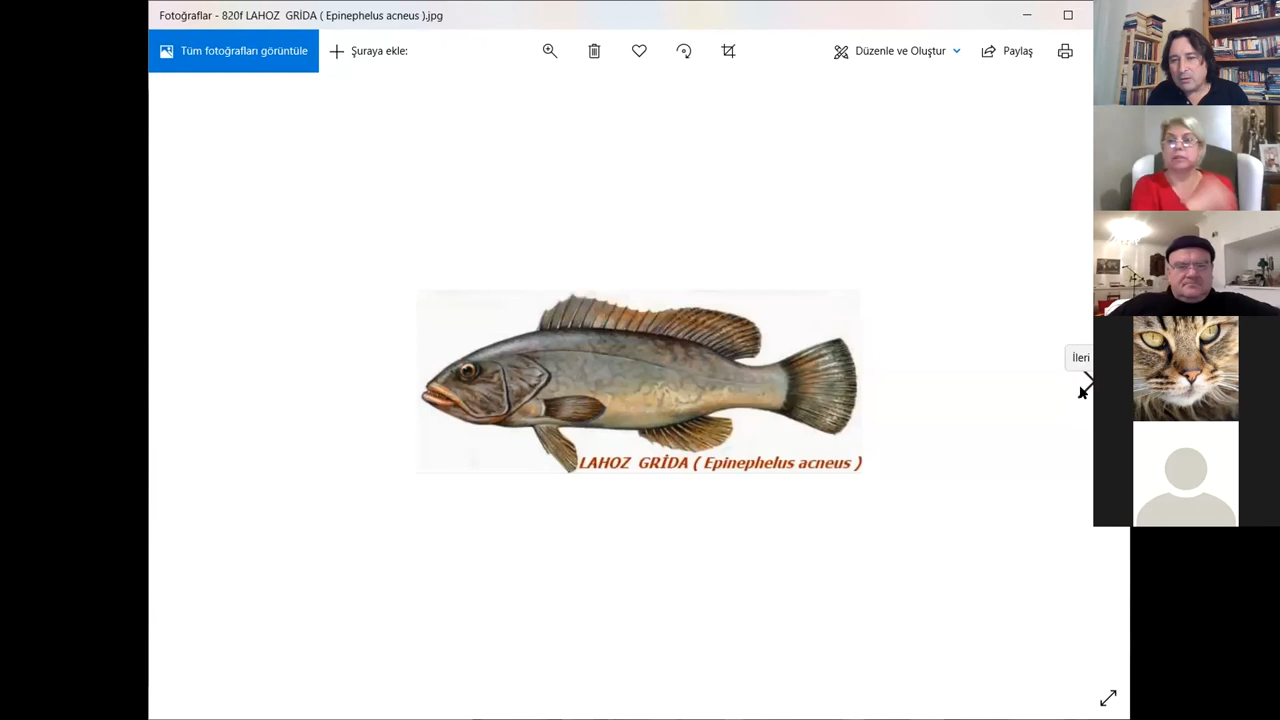 Fotoğraflar - 820f LAHOZ  GRİDA ( Epinephelus acneus ).jpg
Tüm fotoğrafları görüntüle
Şuraya ekle:
Düzenle ve Oluştur
Paylaş
İleri
LAHOZ  GRİDA ( Epinephelus acneus )